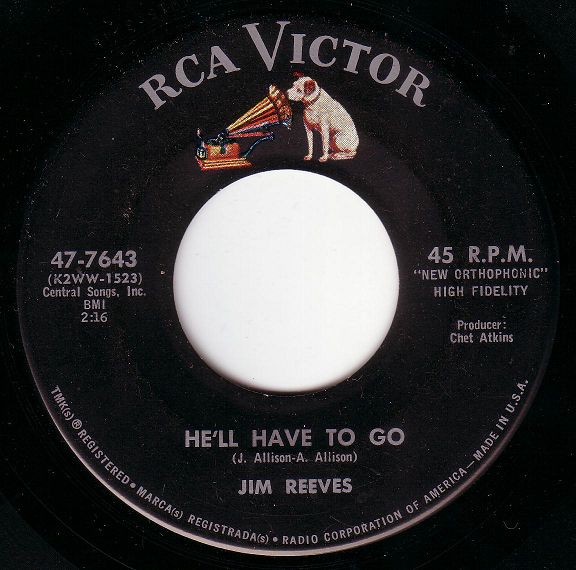 RCA VICTOR
47-7643
(K2WW-1523)
Central Songs, Inc.
BMI
2:16
45 R.P.M.
"NEW ORTHOPHONIC"
HIGH FIDELITY
Producer:
Chet Atkins
HE'LL HAVE TO GO
(J. Allison-A. Allison)
JIM REEVES
TMK(s) ® REGISTERED • MARCA(s) REGISTRADA(s) • RADIO CORPORATION OF AMERICA—MADE IN U.S.A.